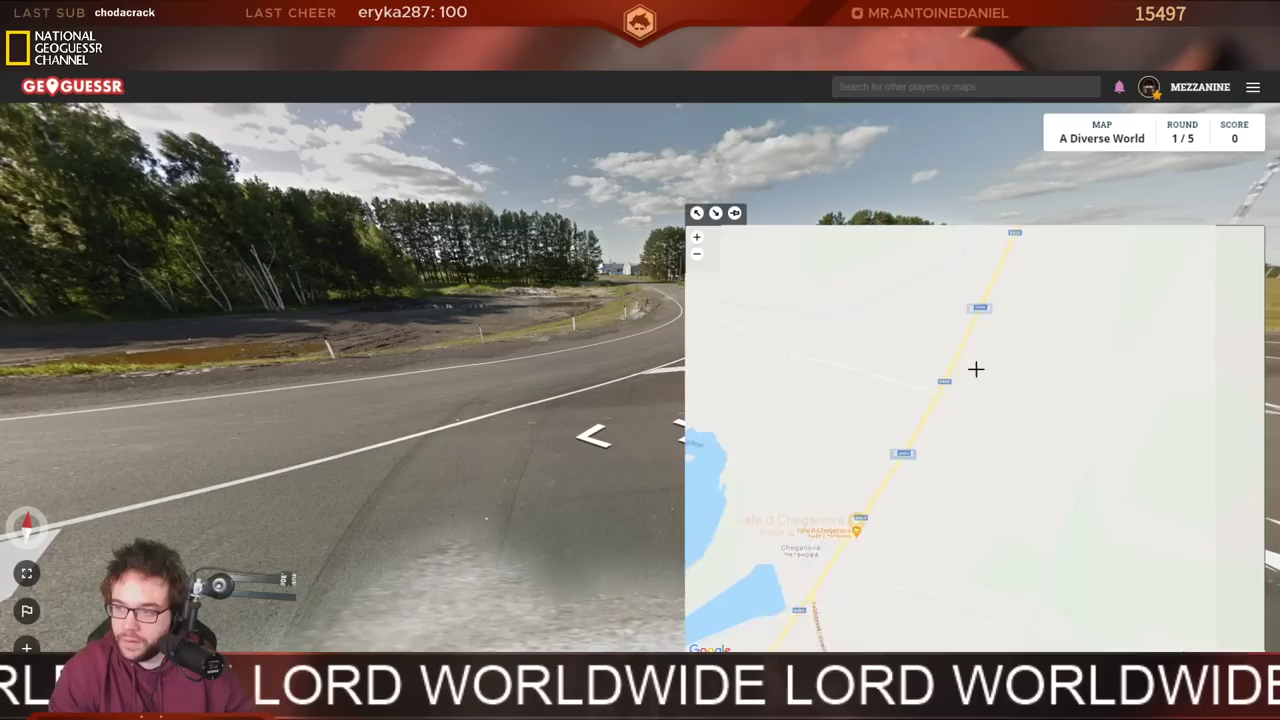 LAST SUB chodacrack LAST CHEER eryka287: 100 MR.ANTOINEDANIEL 15497
NATIONAL
GEOGUESSR
CHANNEL
GEOGUESSR Search for other players or maps MEZZANINE
MAP ROUND SCORE
A Diverse World 1 / 5 0
cafe d Cheganova
Cheganova
Чеганова
Google
LORD WORLDWIDE LORD WORLDWIDE